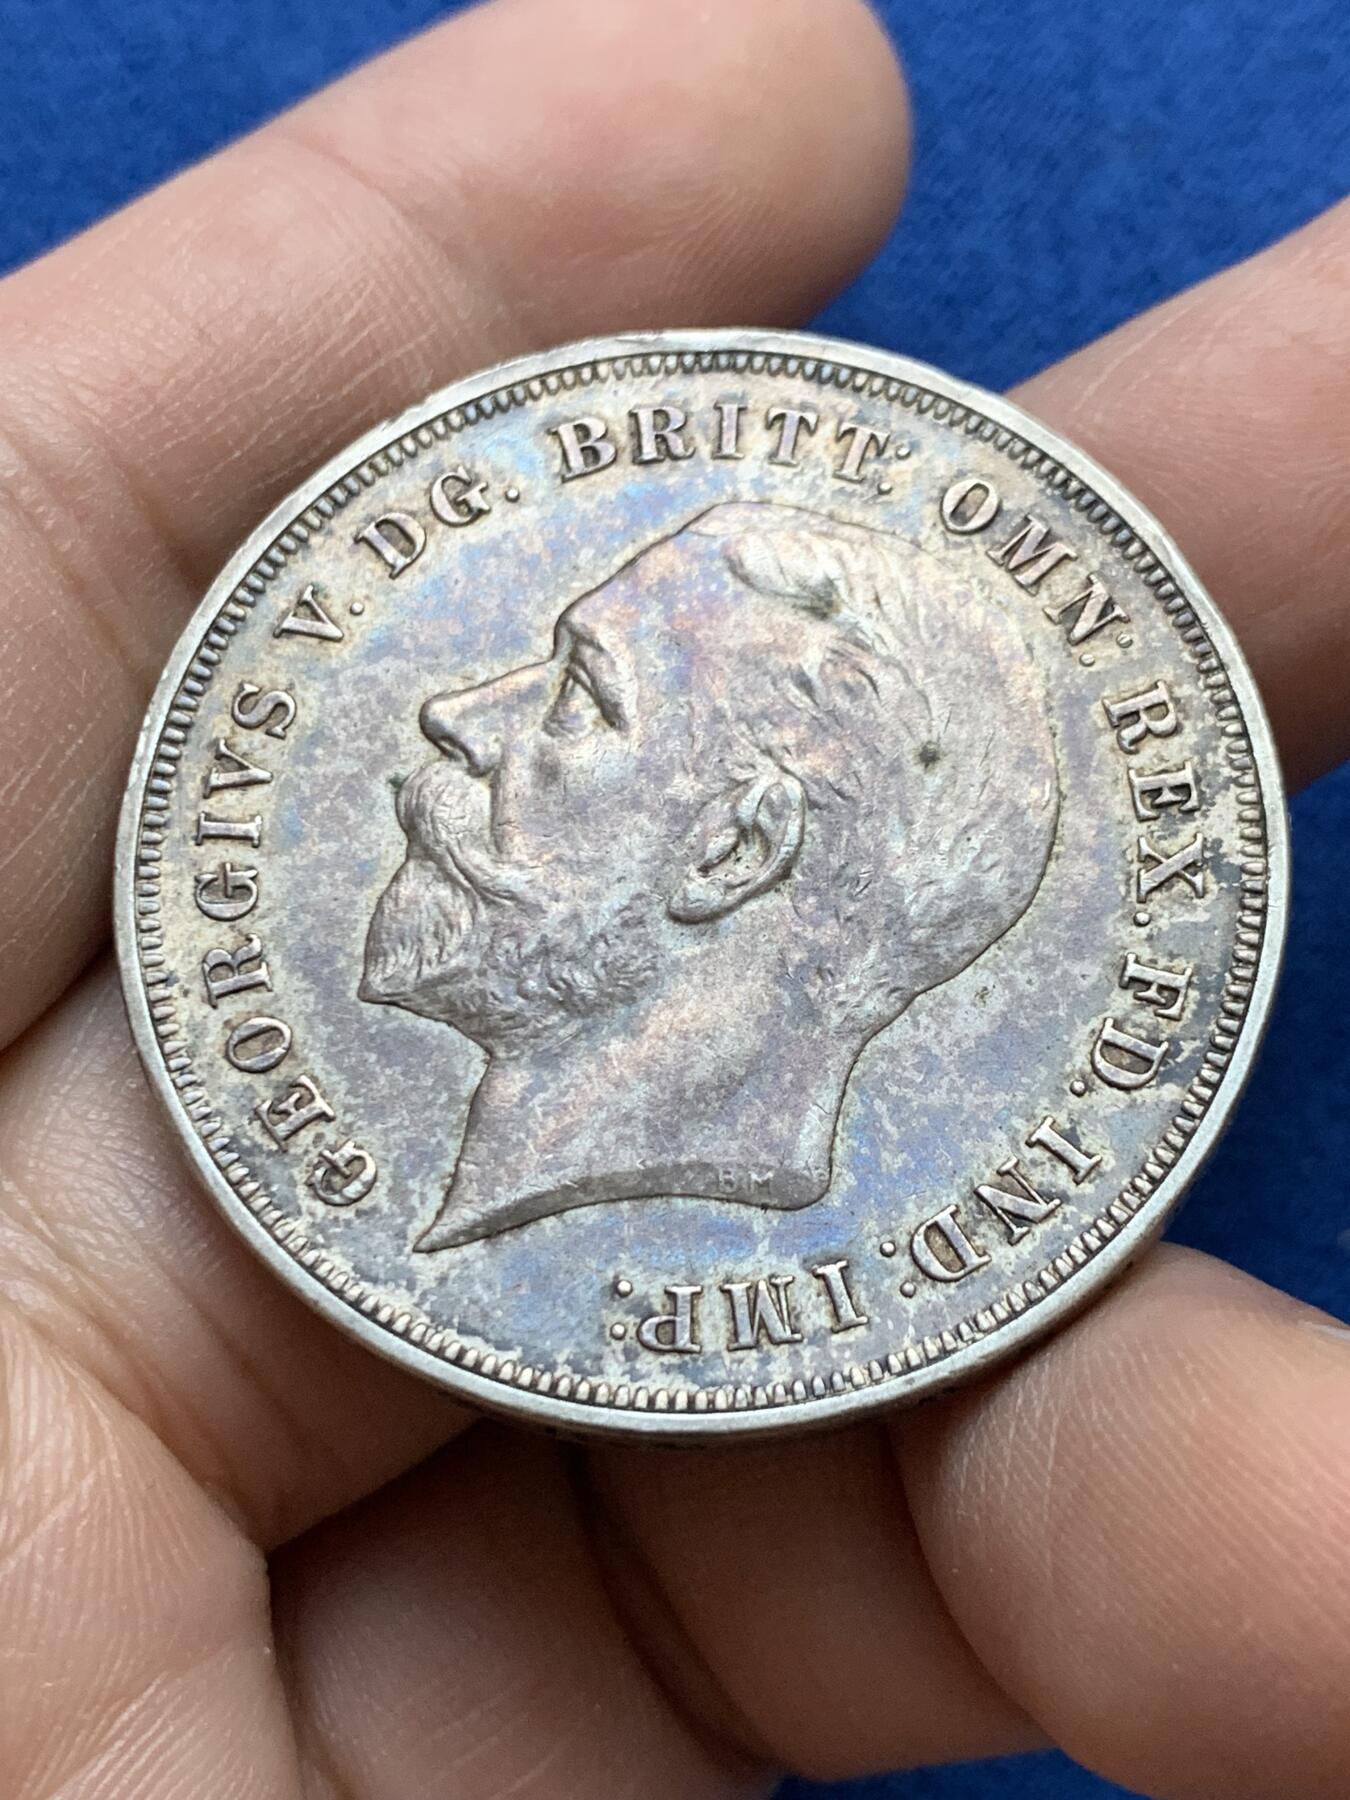 GEORGIVS V. DG. BRITT: OMN: REX. FD. IND: IMP:
BM